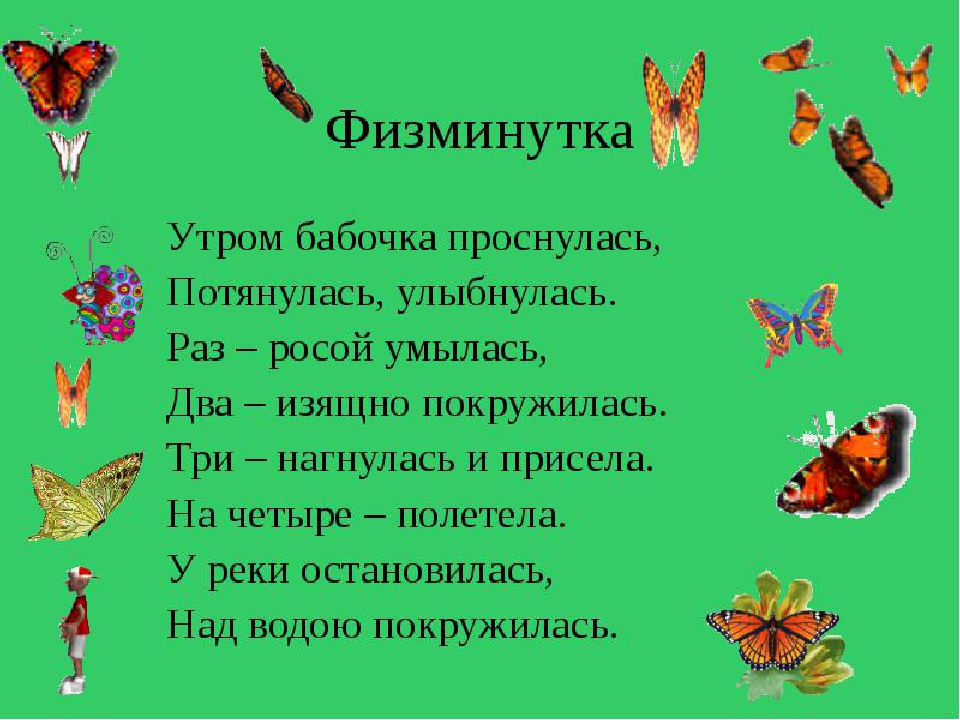 Физминутка
Утром бабочка проснулась,
Потянулась, улыбнулась.
Раз – росой умылась,
Два – изящно покружилась.
Три – нагнулась и присела.
На четыре – полетела.
У реки остановилась,
Над водою покружилась.